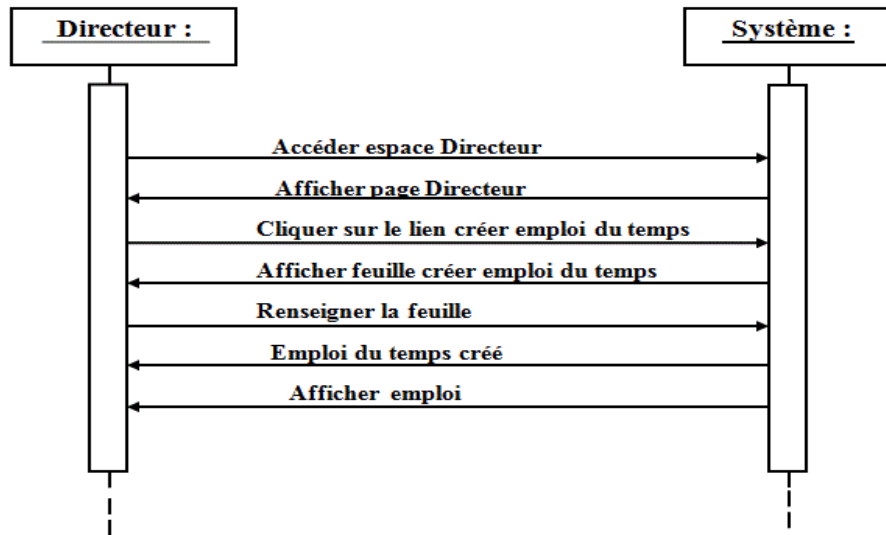 Directeur :
Système :
Accéder espace Directeur
Afficher page Directeur
Cliquer sur le lien créer emploi du temps
Afficher feuille créer emploi du temps
Renseigner la feuille
Emploi du temps créé
Afficher emploi